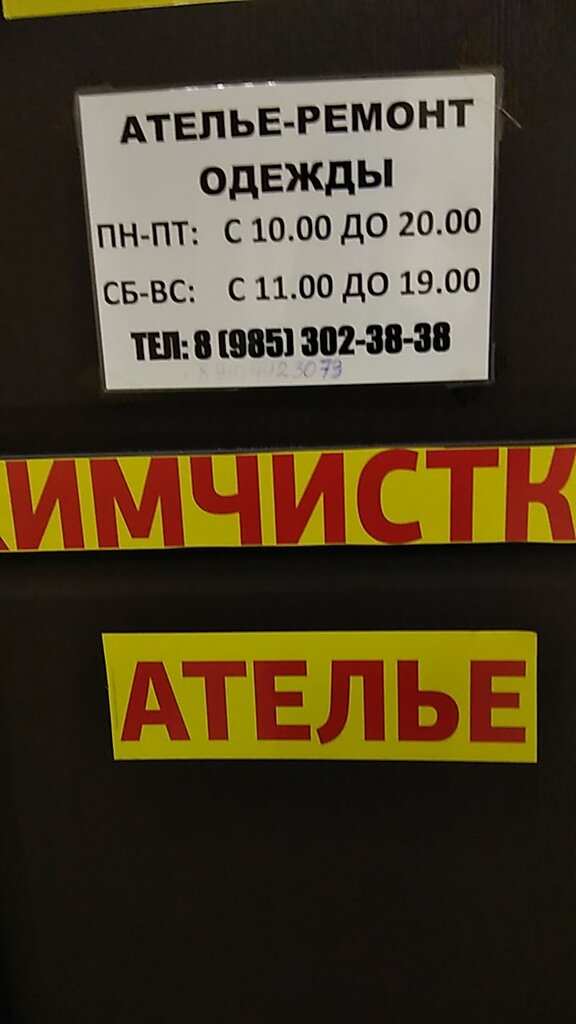 АТЕЛЬЕ-РЕМОНТ
ОДЕЖДЫ
ПН-ПТ: С 10.00 ДО 20.00
СБ-ВС: С 11.00 ДО 19.00
ТЕЛ: 8 (985) 302-38-38
ХИМЧИСТК
АТЕЛЬЕ